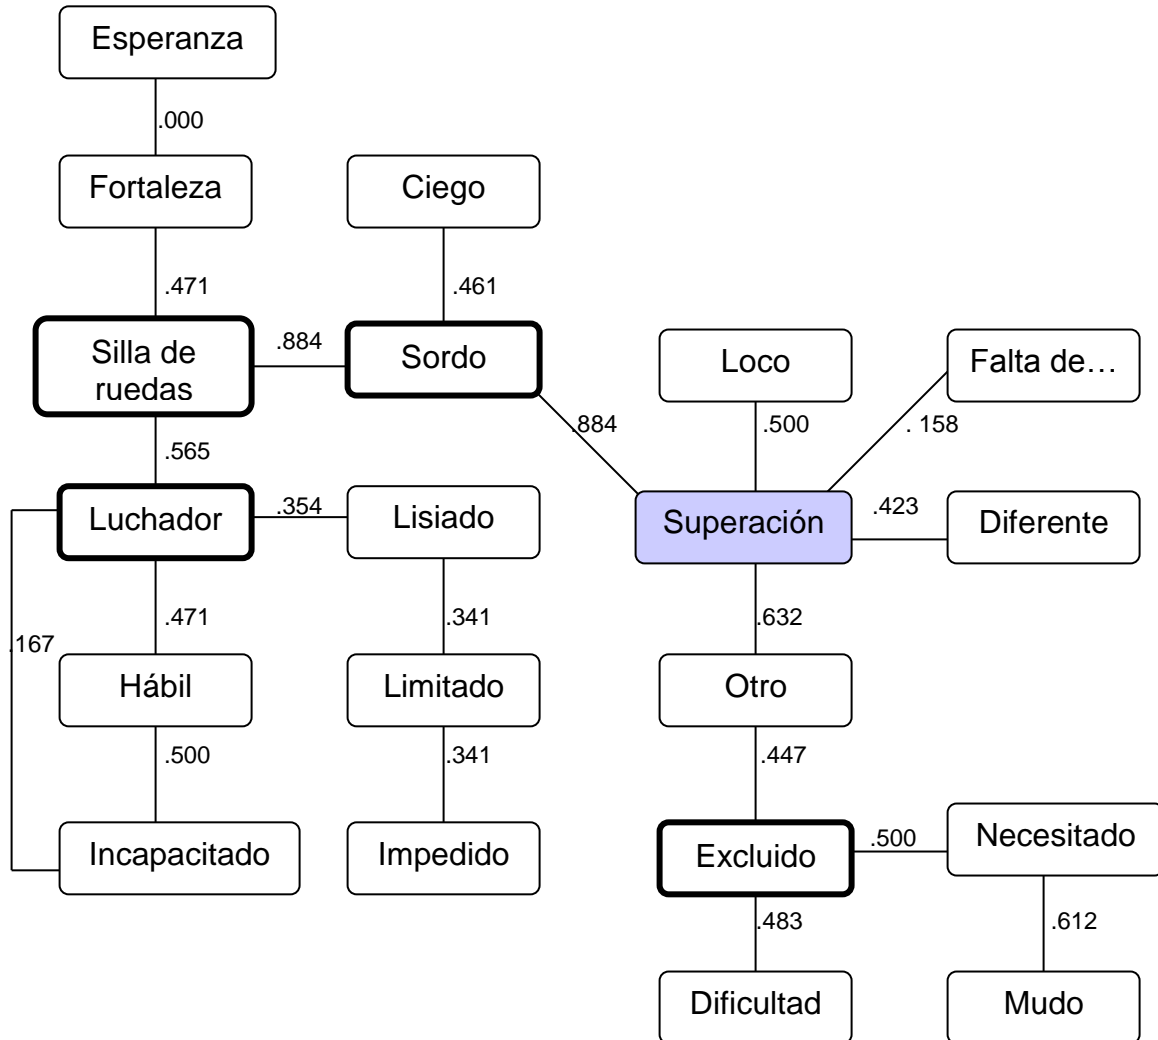 Esperanza
.000
Fortaleza
Ciego
.471
.461
Silla de
ruedas
.884
Sordo
Loco
Falta de…
.884
.500
. 158
.565
Luchador
.354
Lisiado
Superación
.423
Diferente
.471
.341
.632
.167
Hábil
Limitado
Otro
.500
.341
.447
Incapacitado
Impedido
Excluido
.500
Necesitado
.483
.612
Dificultad
Mudo